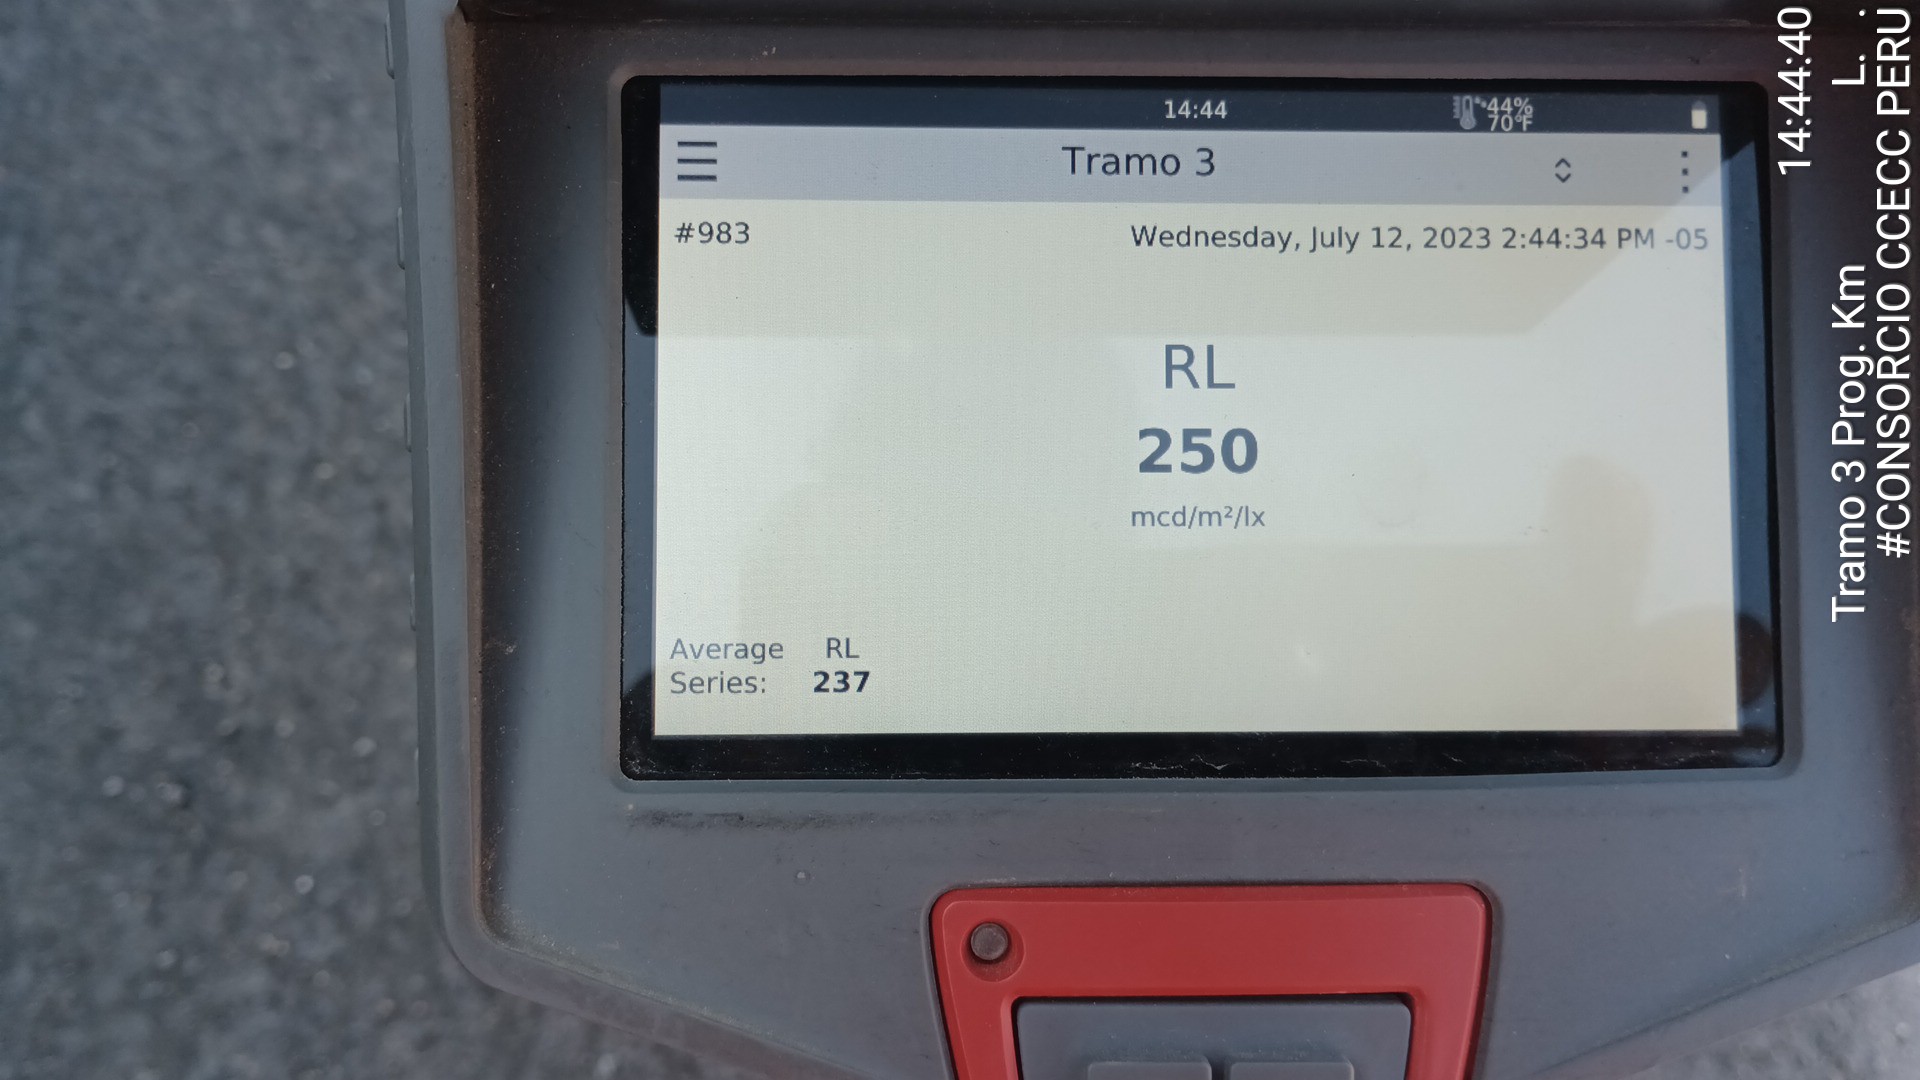 14:44
44%
70°F
Tramo 3
#983
Wednesday, July 12, 2023 2:44:34 PM -05
RL
250
mcd/m²/lx
Average RL
Series: 237
14:44:40
Tramo 3 Prog. Km L. .
#CONSORCIO CCECC PERU